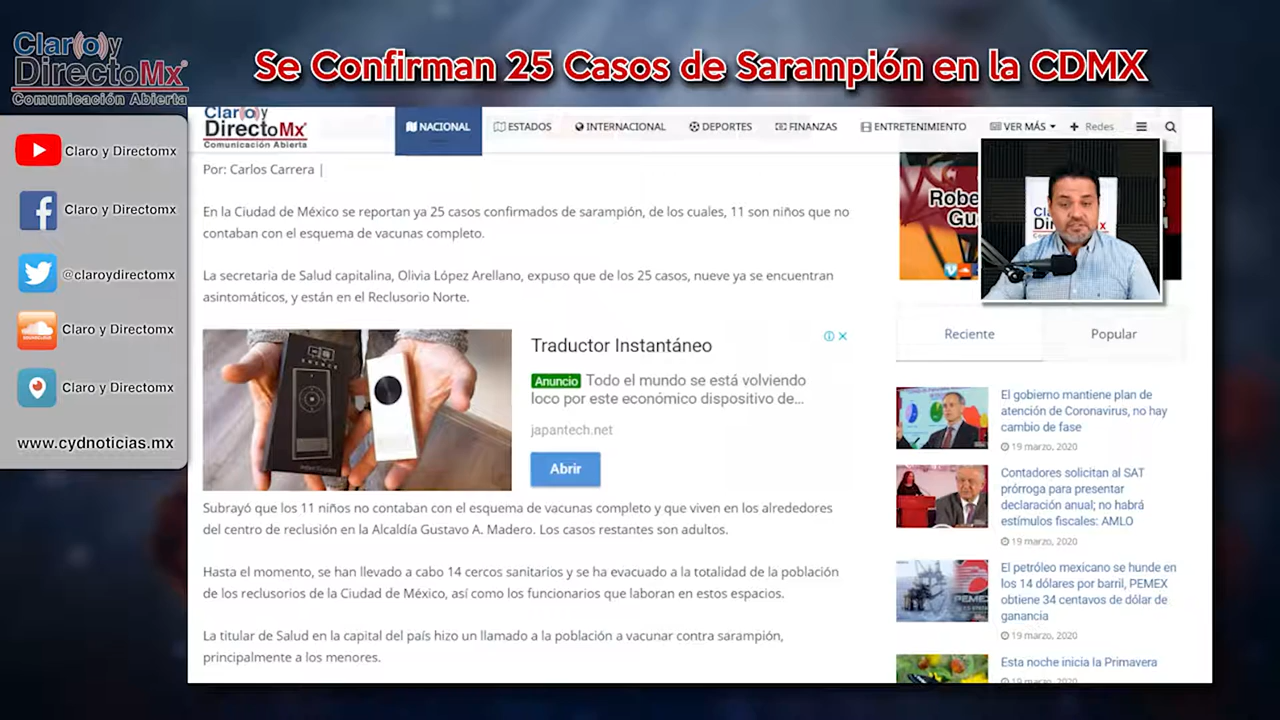 Claro y
DirectoMx
Comunicación Abierta
Se Confirman 25 Casos de Sarampión en la CDMX
Claro y Directomx
Claro y Directomx
@claroydirectomx
Claro y Directomx
Claro y Directomx
www.cydnoticias.mx
Claro y
DirectoMx
Comunicación Abierta
NACIONAL
ESTADOS
INTERNACIONAL
DEPORTES
FINANZAS
ENTRETENIMIENTO
VER MÁS
Redes
Por: Carlos Carrera |
En la Ciudad de México se reportan ya 25 casos confirmados de sarampión, de los cuales, 11 son niños que no
contaban con el esquema de vacunas completo.
La secretaria de Salud capitalina, Olivia López Arellano, expuso que de los 25 casos, nueve ya se encuentran
asintomáticos, y están en el Reclusorio Norte.
Traductor Instantáneo
Anuncio Todo el mundo se está volviendo
loco por este económico dispositivo de...
japantech.net
Abrir
Subrayó que los 11 niños no contaban con el esquema de vacunas completo y que viven en los alrededores
del centro de reclusión en la Alcaldía Gustavo A. Madero. Los casos restantes son adultos.
Hasta el momento, se han llevado a cabo 14 cercos sanitarios y se ha evacuado a la totalidad de la población
de los reclusorios de la Ciudad de México, así como los funcionarios que laboran en estos espacios.
La titular de Salud en la capital del país hizo un llamado a la población a vacunar contra sarampión,
principalmente a los menores.
Robe
Gu
Reciente
Popular
El gobierno mantiene plan de
atención de Coronavirus, no hay
cambio de fase
19 marzo, 2020
Contadores solicitan al SAT
prórroga para presentar
declaración anual; no habrá
estímulos fiscales: AMLO
19 marzo, 2020
El petróleo mexicano se hunde en
los 14 dólares por barril, PEMEX
obtiene 34 centavos de dólar de
ganancia
19 marzo, 2020
PEMEX
Esta noche inicia la Primavera
19 marzo, 2020